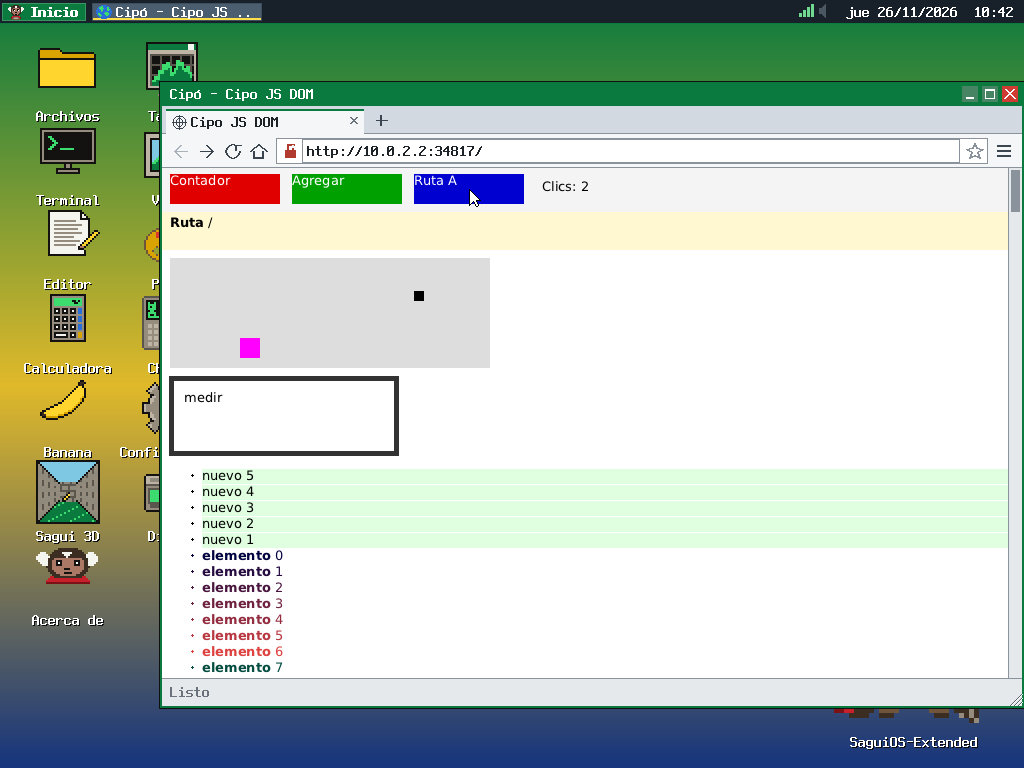 Inicio
Cipó - Cipo JS ..
jue 26/11/2026 10:42
Archivos
Terminal
Editor
Calculadora
Banana
Confi
Sagui 3D
Acerca de
Cipó - Cipo JS DOM
Cipo JS DOM
http://10.0.2.2:34817/
Contador
Agregar
Ruta A
Clics: 2
Ruta /
medir
nuevo 5
nuevo 4
nuevo 3
nuevo 2
nuevo 1
elemento 0
elemento 1
elemento 2
elemento 3
elemento 4
elemento 5
elemento 6
elemento 7
Listo
SaguiOS-Extended